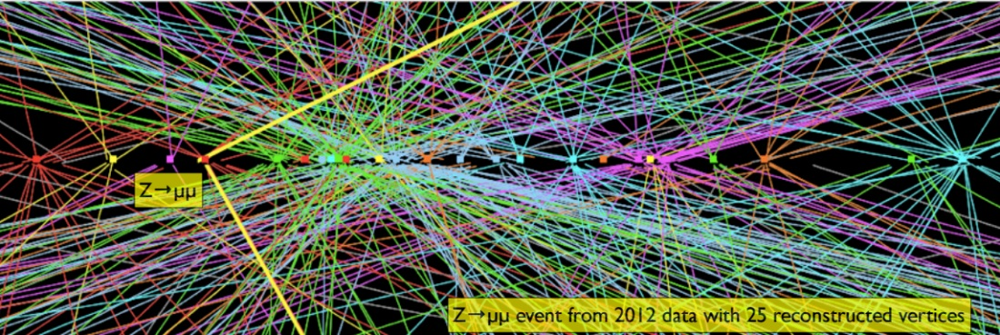 Z→μμ
Z→μμ event from 2012 data with 25 reconstructed vertices